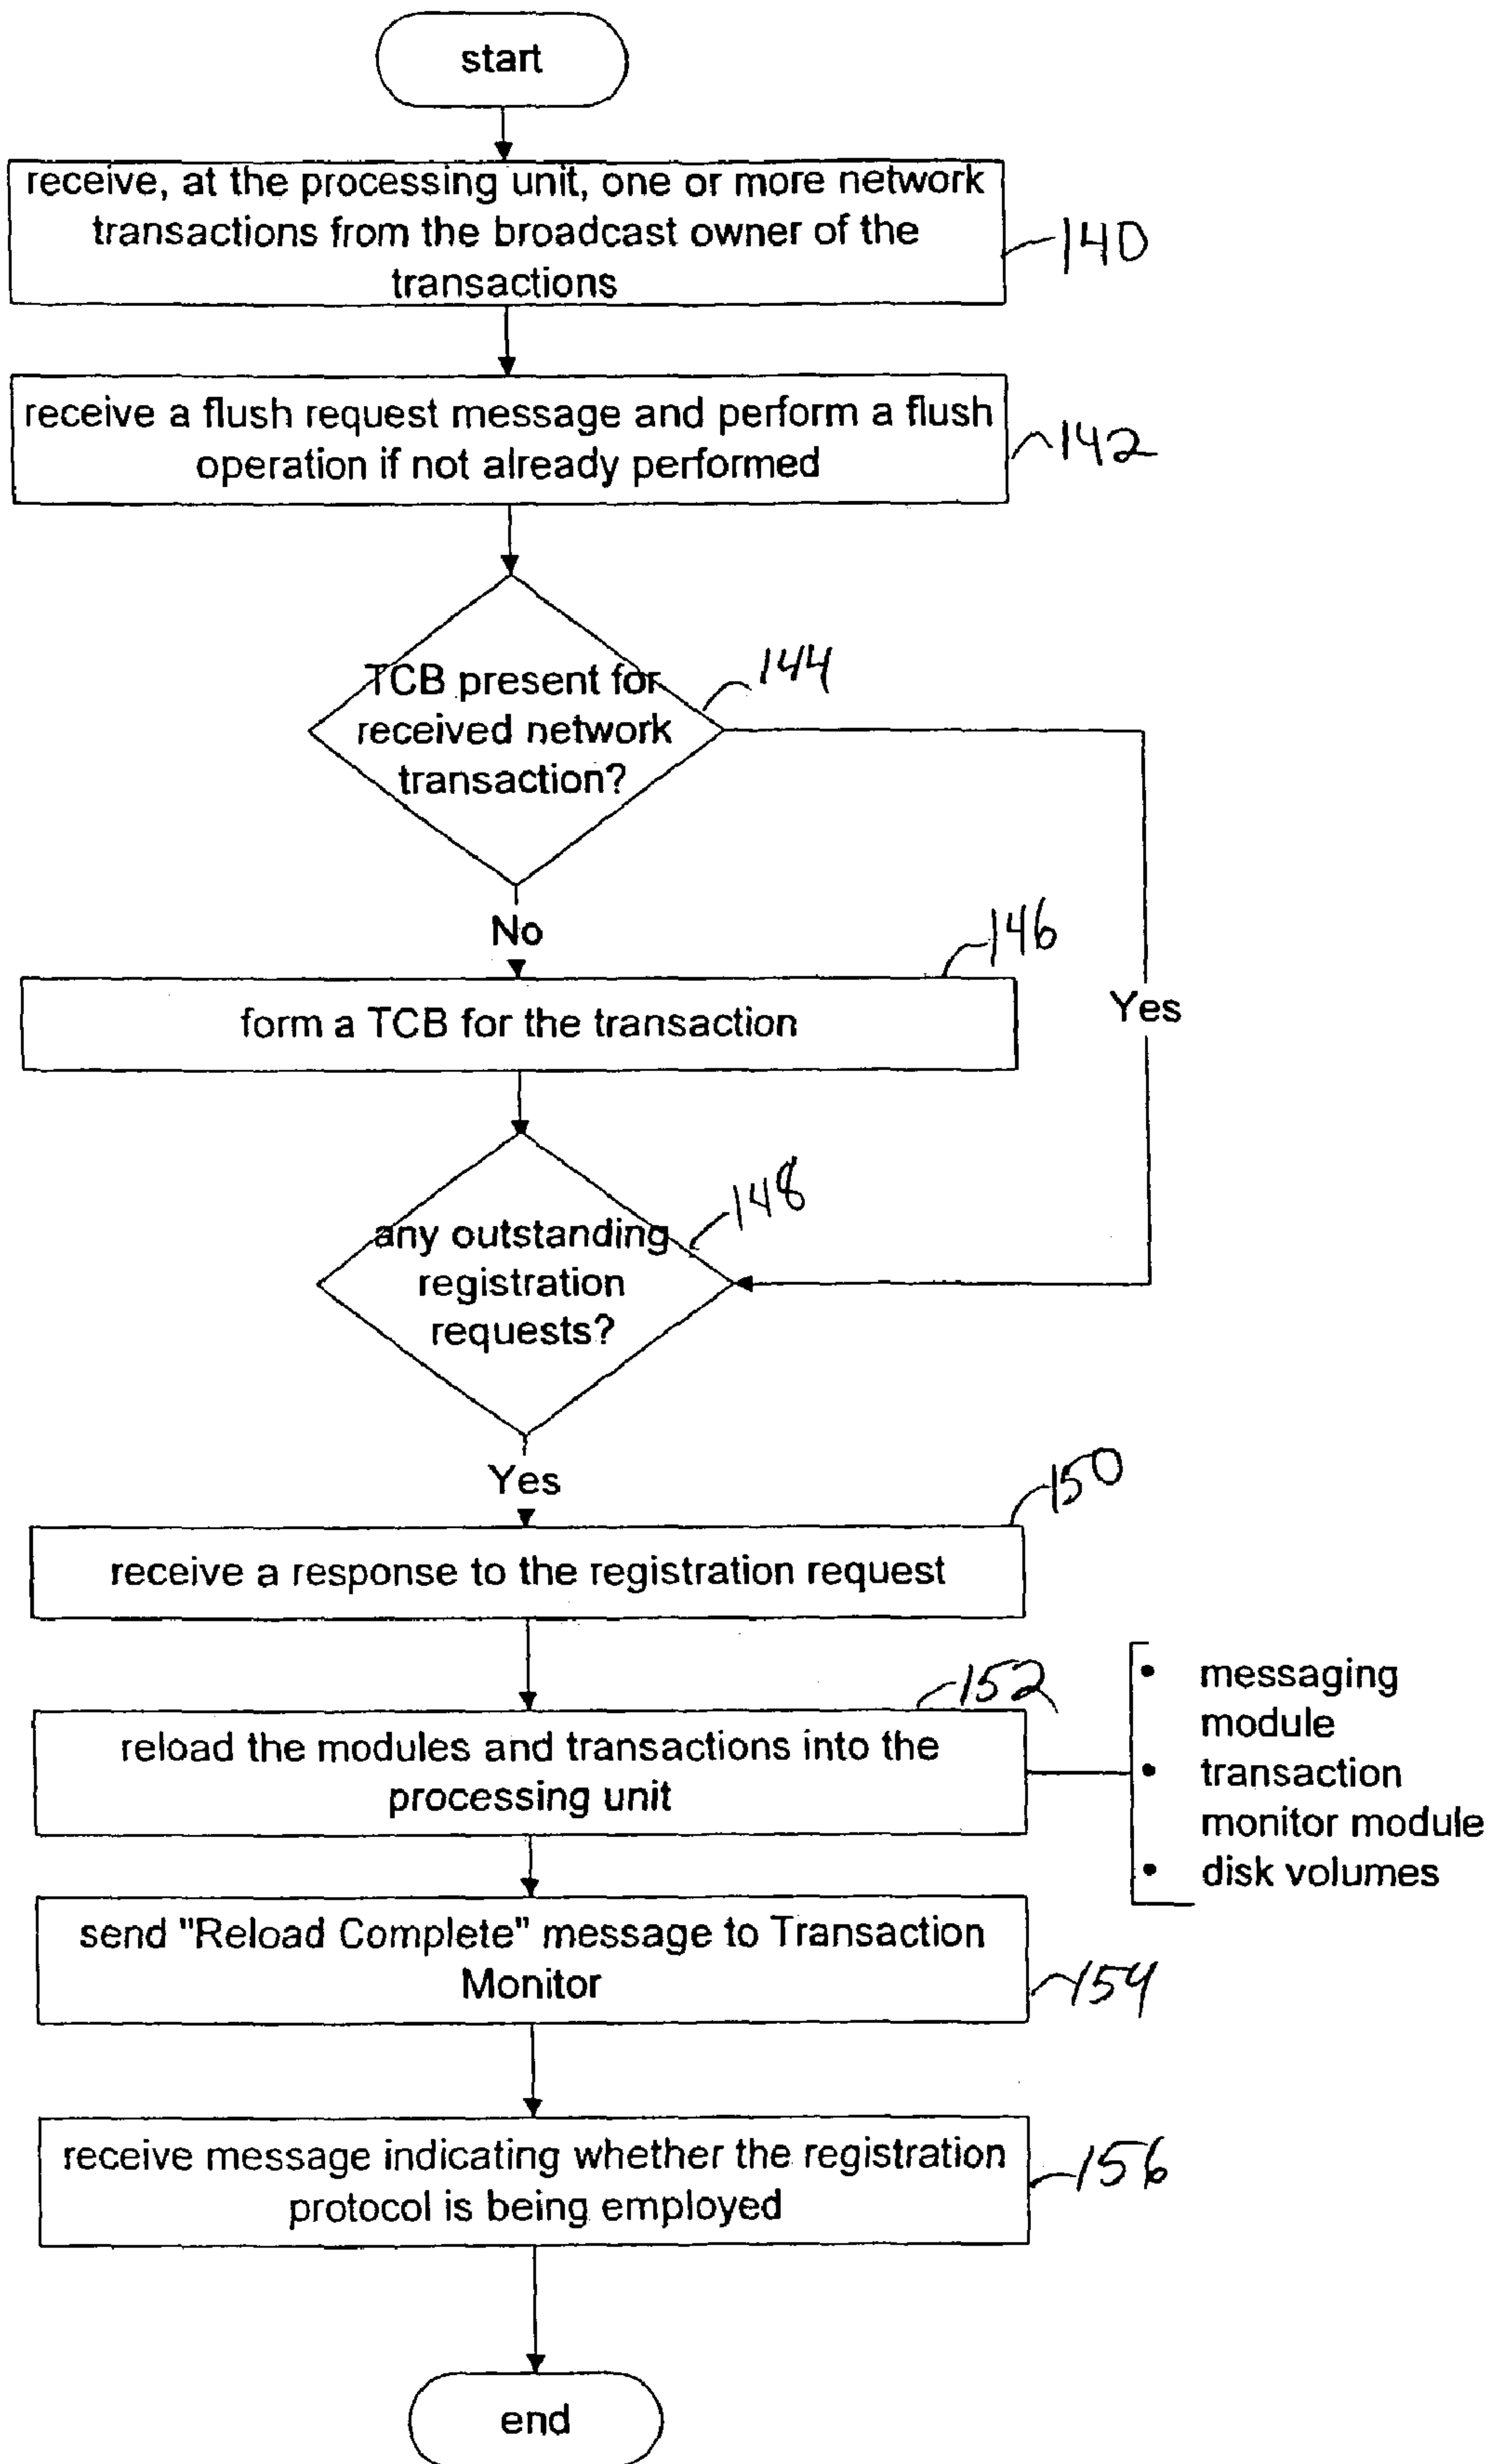 start
receive, at the processing unit, one or more network
transactions from the broadcast owner of the
transactions
140
receive a flush request message and perform a flush
operation if not already performed
142
TCB present for
received network
transaction?
144
No
Yes
146
form a TCB for the transaction
any outstanding
registration
requests?
148
Yes
150
receive a response to the registration request
152
reload the modules and transactions into the
processing unit
• messaging
module
• transaction
monitor module
• disk volumes
send "Reload Complete" message to Transaction
Monitor
154
receive message indicating whether the registration
protocol is being employed
156
end